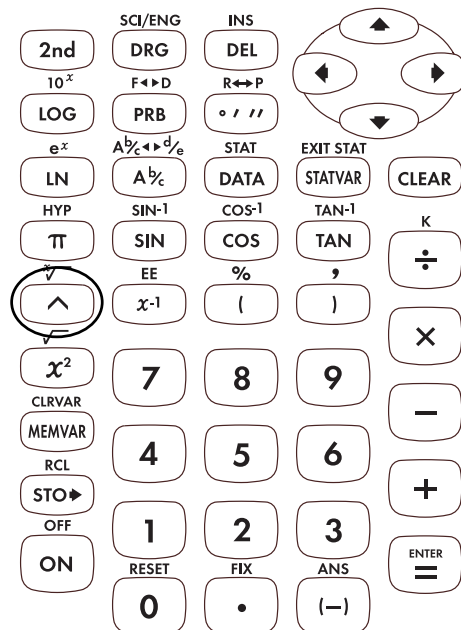 SCI/ENG INS
2nd DRG DEL
10ˣ F◂▸D R↔P
LOG PRB ° ′ ″
eˣ Ab/c◂▸d/e STAT EXIT STAT
LN Ab/c DATA STATVAR CLEAR
HYP SIN-1 COS-1 TAN-1 K
π SIN COS TAN ÷
ˣ√ EE % ,
^ x-1 ( ) ×
√
x² 7 8 9
CLRVAR −
MEMVAR 4 5 6
RCL +
STO▸
OFF 1 2 3
ON ENTER
RESET FIX ANS =
0 . (−)